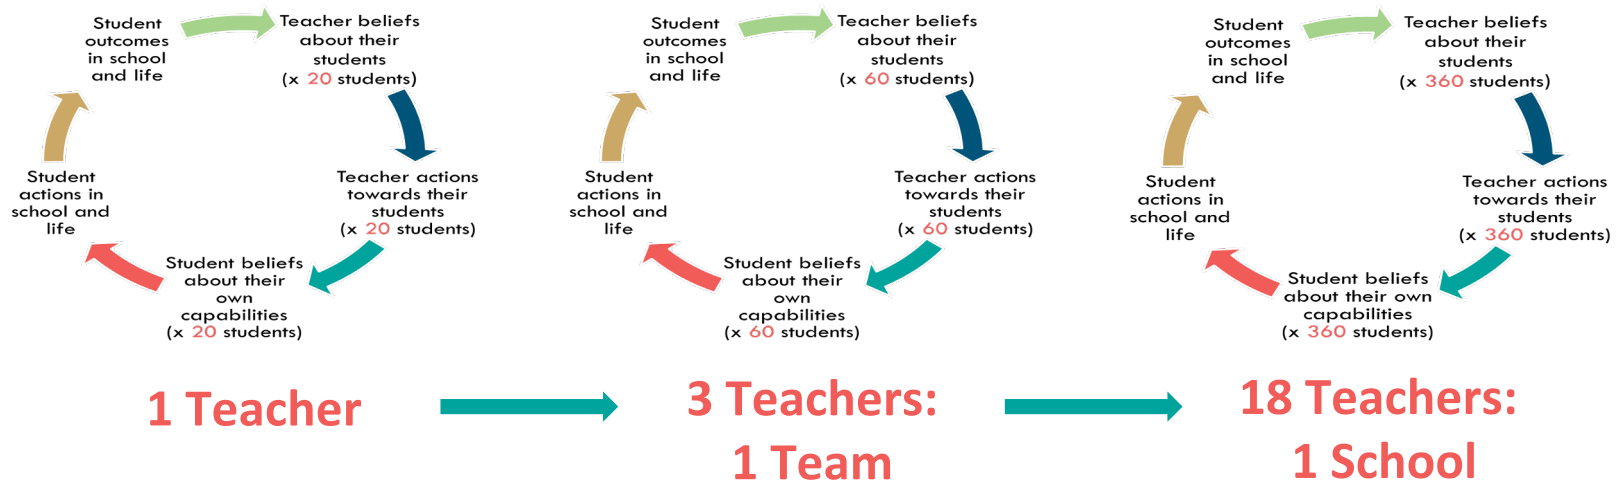 Student
outcomes
in school
and life
Teacher beliefs
about their
students
(x 20 students)
Teacher actions
towards their
students
(x 20 students)
Student beliefs
about their
own
capabilities
(x 20 students)
Student
actions in
school and
life
1 Teacher
Student
outcomes
in school
and life
Teacher beliefs
about their
students
(x 60 students)
Teacher actions
towards their
students
(x 60 students)
Student beliefs
about their
own
capabilities
(x 60 students)
Student
actions in
school and
life
3 Teachers:
1 Team
Student
outcomes
in school
and life
Teacher beliefs
about their
students
(x 360 students)
Teacher actions
towards their
students
(x 360 students)
Student beliefs
about their own
capabilities
(x 360 students)
Student
actions in
school and
life
18 Teachers:
1 School